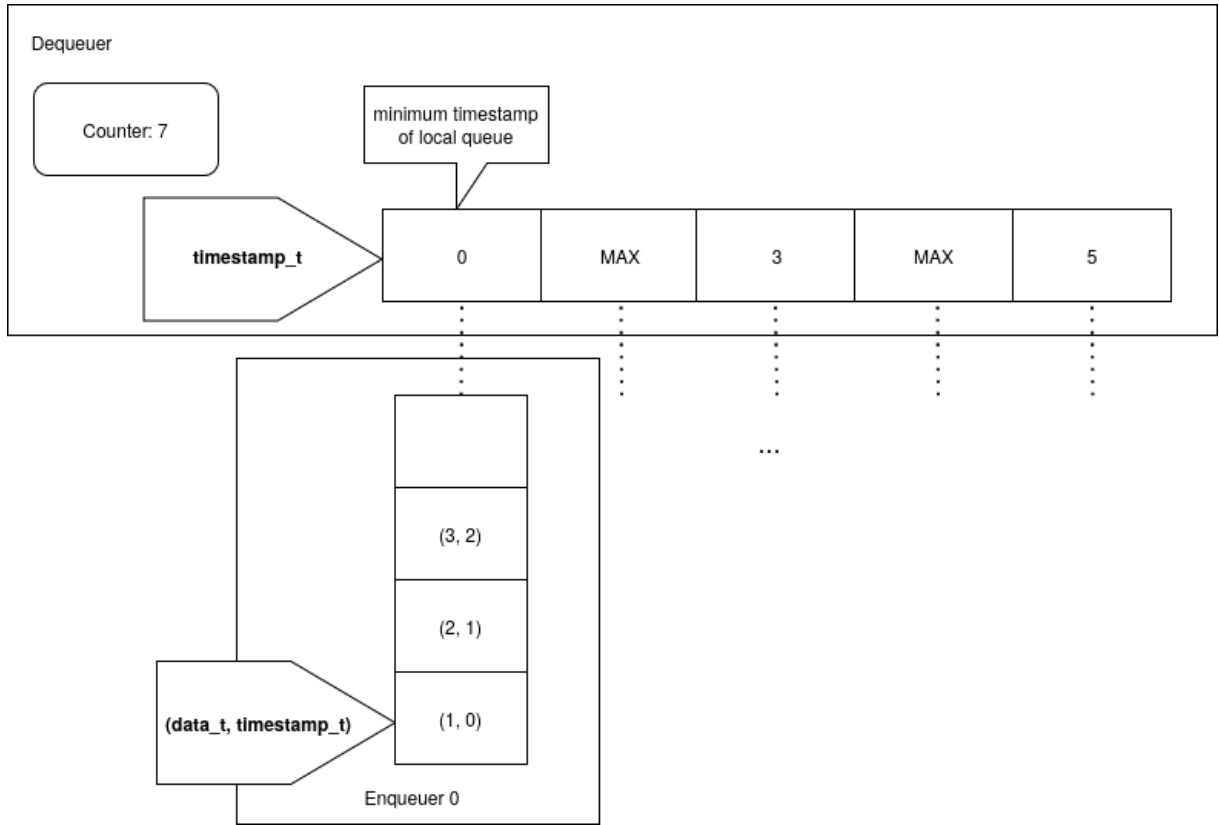 Dequeuer
Counter: 7
minimum timestamp
of local queue
timestamp_t
0
MAX
3
MAX
5
...
(3, 2)
(2, 1)
(data_t, timestamp_t)
(1, 0)
Enqueuer 0